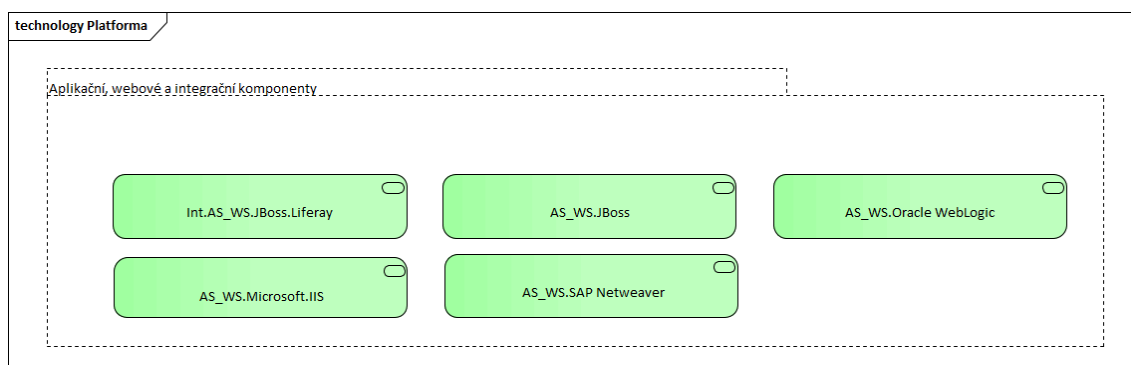 technology Platforma
Aplikační, webové a integrační komponenty
Int.AS_WS.JBoss.Liferay
AS_WS.JBoss
AS_WS.Oracle WebLogic
AS_WS.Microsoft.IIS
AS_WS.SAP Netweaver